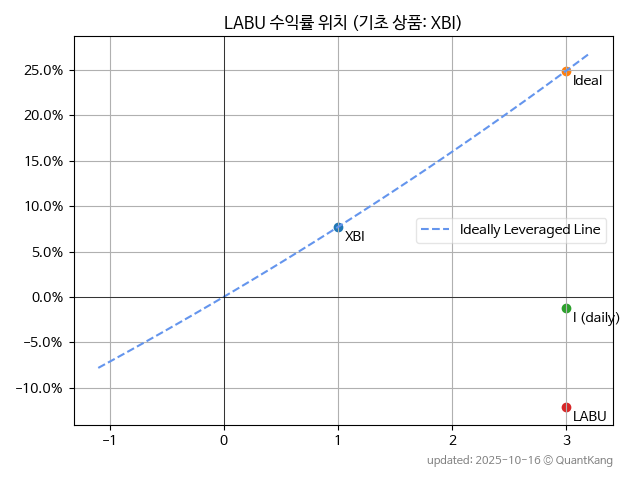 LABU 수익률 위치 (기초 상품: XBI)
25.0%
20.0%
15.0%
10.0%
5.0%
0.0%
−5.0%
−10.0%
Ideal
XBI
Ideally Leveraged Line
I (daily)
LABU
−1
0
1
2
3
updated: 2025-10-16 © QuantKang